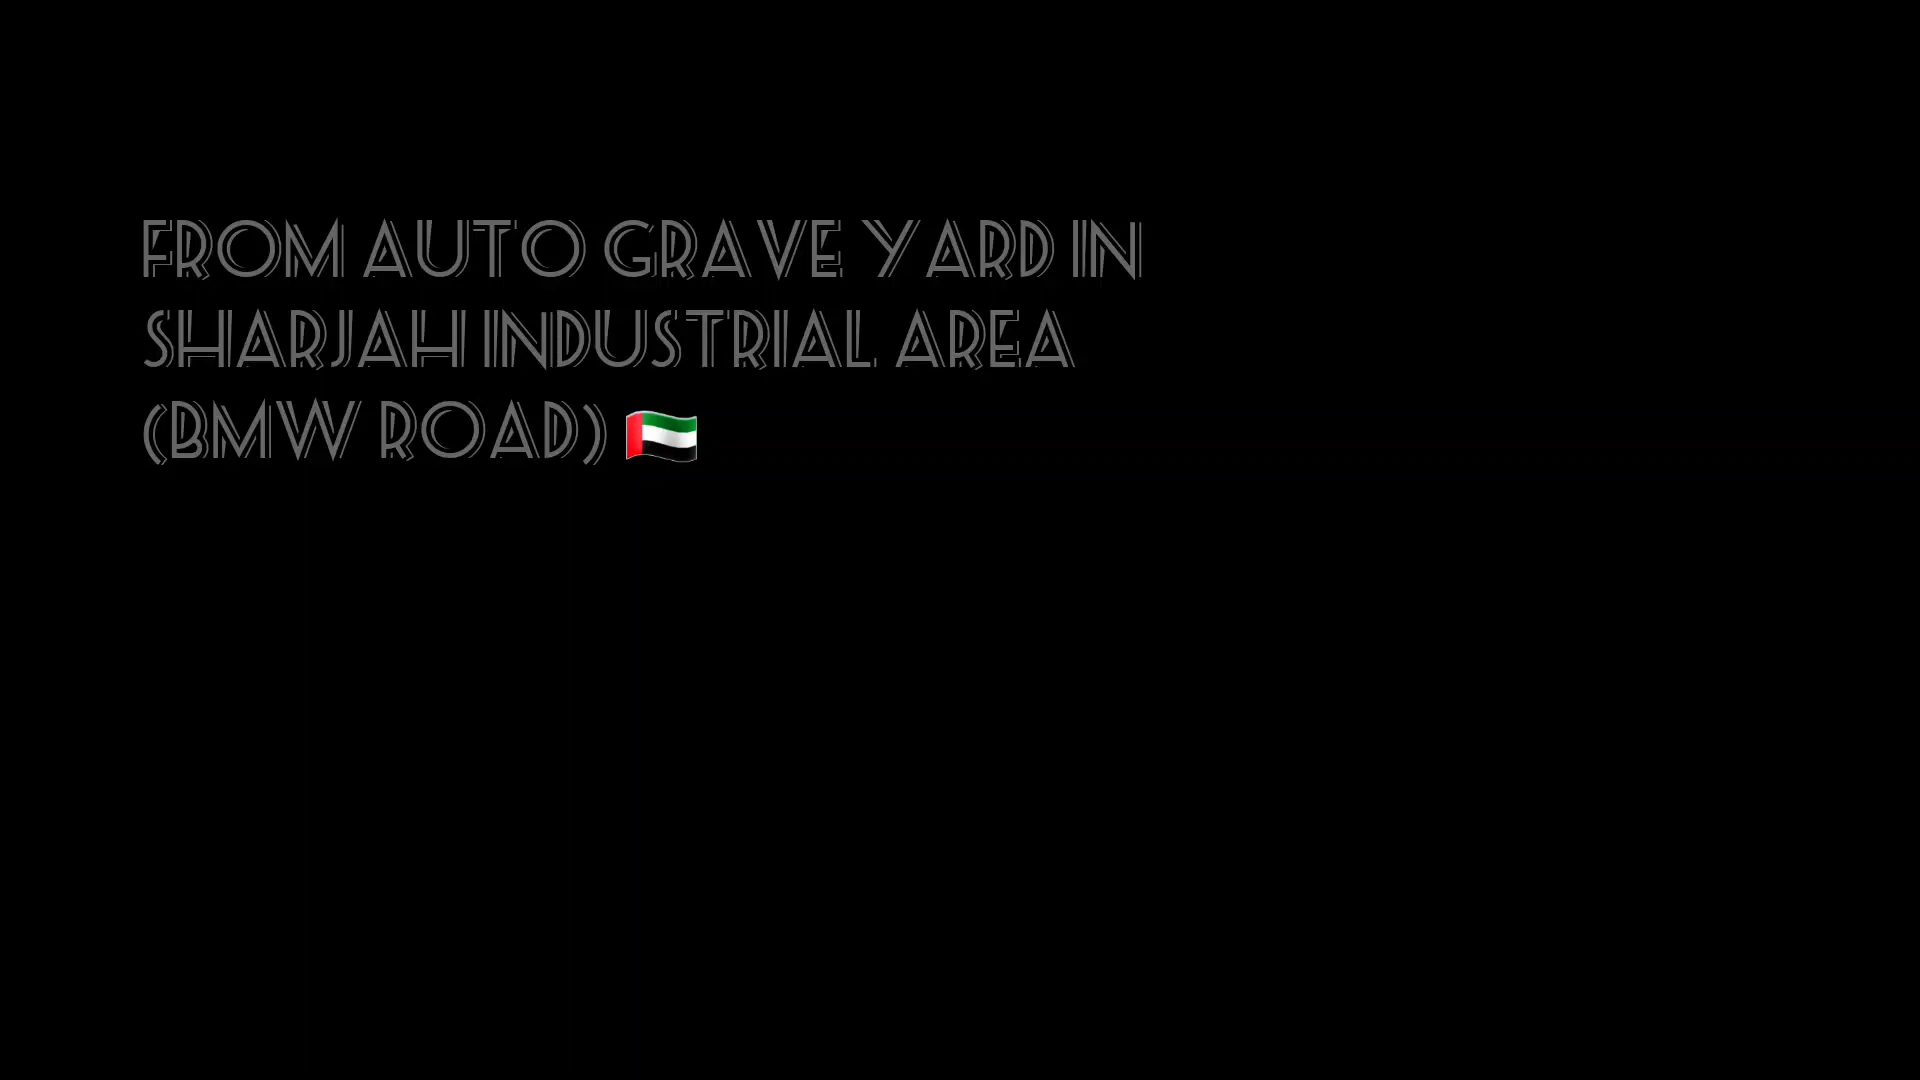 FROM AUTO GRAVE YARD IN
SHARJAH INDUSTRIAL AREA
(BMW ROAD) 🇦🇪